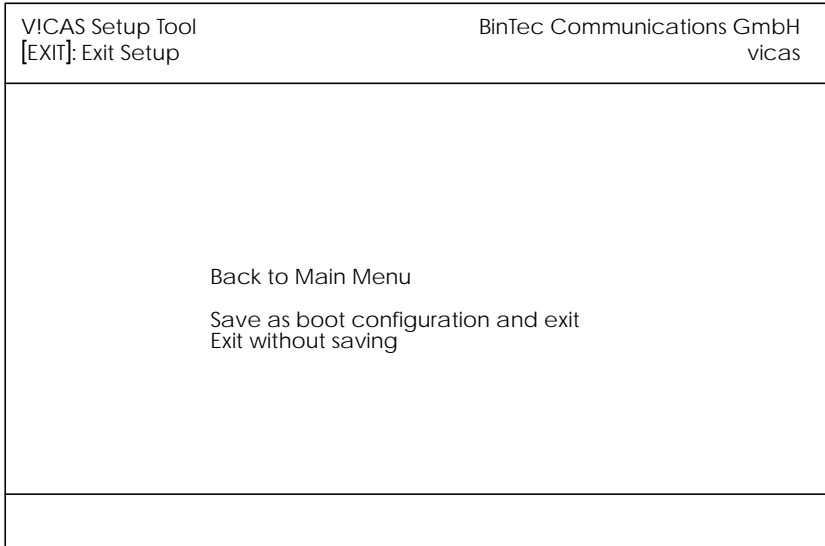 V!CAS Setup Tool BinTec Communications GmbH
[EXIT]: Exit Setup vicas
Back to Main Menu
Save as boot configuration and exit
Exit without saving